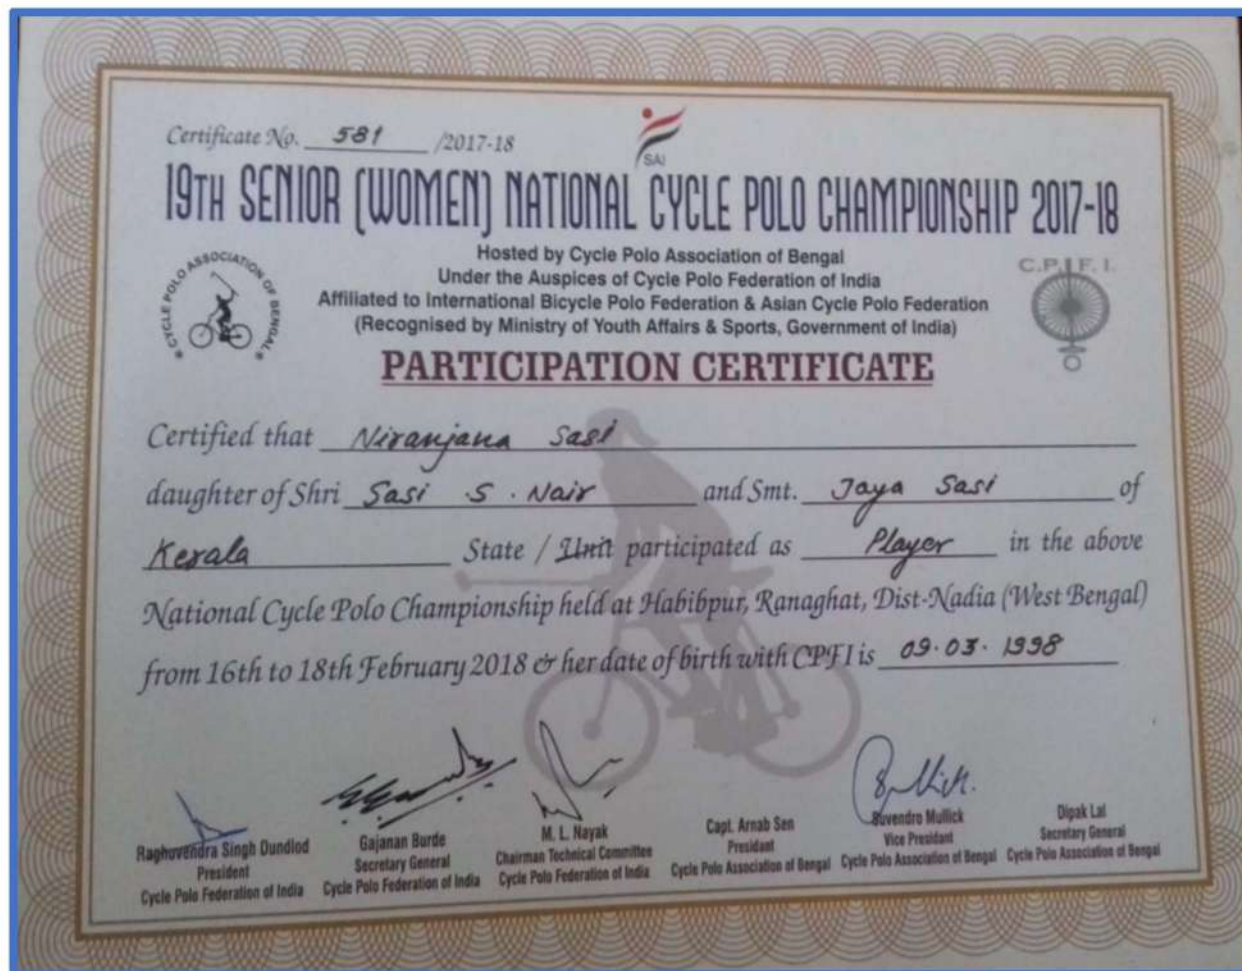 Certificate No. 581 /2017-18
SAI
19TH SENIOR (WOMEN) NATIONAL CYCLE POLO CHAMPIONSHIP 2017-18
Hosted by Cycle Polo Association of Bengal
Under the Auspices of Cycle Polo Federation of India
Affiliated to International Bicycle Polo Federation & Asian Cycle Polo Federation
(Recognised by Ministry of Youth Affairs & Sports, Government of India)
CYCLE POLO ASSOCIATION OF BENGAL
C.P.F.I.
PARTICIPATION CERTIFICATE
Certified that Niranjana Sasi
daughter of Shri Sasi S. Nair and Smt. Jaya Sasi of
Kerala State / Unit participated as Player in the above
National Cycle Polo Championship held at Habibpur, Ranaghat, Dist-Nadia (West Bengal)
from 16th to 18th February 2018 & her date of birth with CPFI is 09.03.1998
Raghuvendra Singh Dundlod
President
Cycle Polo Federation of India
Gajanan Burde
Secretary General
Cycle Polo Federation of India
M. L. Nayak
Chairman Technical Committee
Cycle Polo Federation of India
Capt. Arnab Sen
President
Cycle Polo Association of Bengal
Suvendro Mullick
Vice President
Cycle Polo Association of Bengal
Dipak Lal
Secretary General
Cycle Polo Association of Bengal